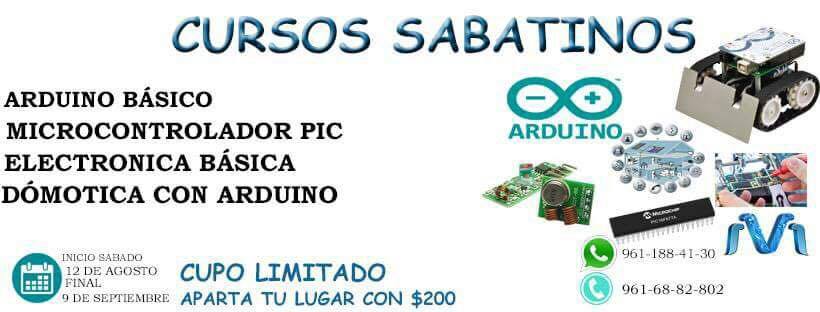 CURSOS SABATINOS
ARDUINO BÁSICO
MICROCONTROLADOR PIC
ELECTRONICA BÁSICA
DÓMOTICA CON ARDUINO
ARDUINO
MICROCHIP
INICIO SABADO
12 DE AGOSTO
FINAL
9 DE SEPTIEMBRE
CUPO LIMITADO
APARTA TU LUGAR CON $200
961-188-41-30
961-68-82-802